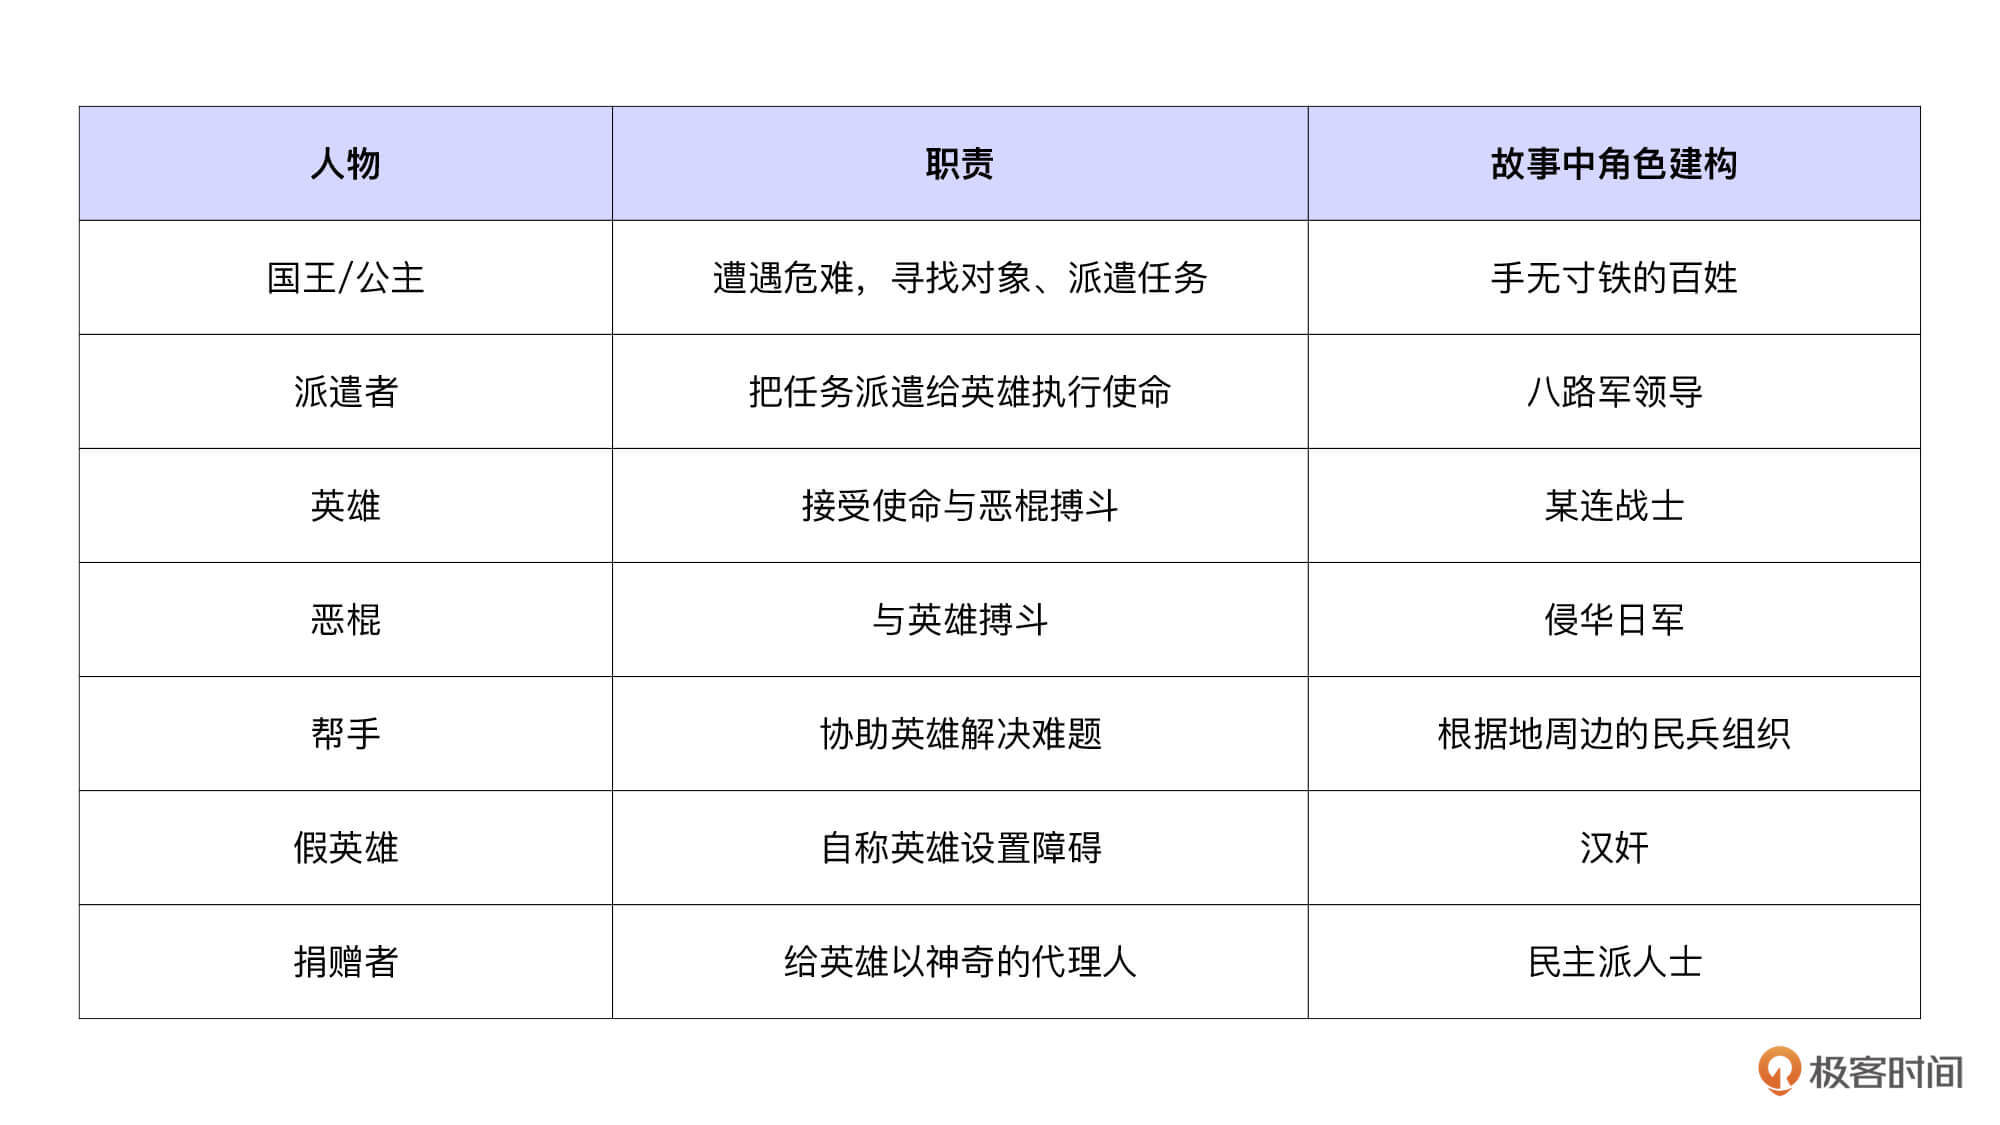 人物 职责 故事中角色建构
国王/公主 遭遇危难，寻找对象、派遣任务 手无寸铁的百姓
派遣者 把任务派遣给英雄执行使命 八路军领导
英雄 接受使命与恶棍搏斗 某连战士
恶棍 与英雄搏斗 侵华日军
帮手 协助英雄解决难题 根据地周边的民兵组织
假英雄 自称英雄设置障碍 汉奸
捐赠者 给英雄以神奇的代理人 民主派人士
极客时间